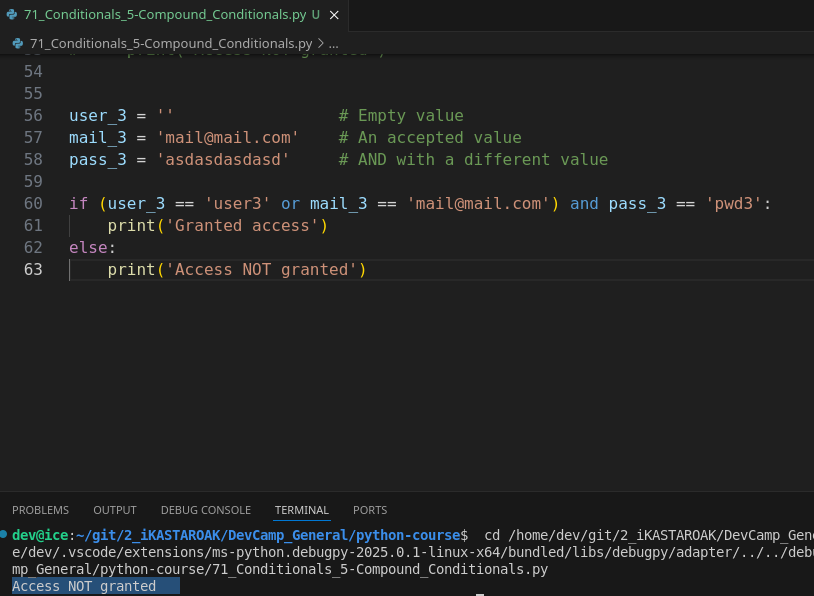 71_Conditionals_5-Compound_Conditionals.py U
71_Conditionals_5-Compound_Conditionals.py > ...
54
55
56 user_3 = '' # Empty value
57 mail_3 = 'mail@mail.com' # An accepted value
58 pass_3 = 'asdasdasdasd' # AND with a different value
59
60 if (user_3 == 'user3' or mail_3 == 'mail@mail.com') and pass_3 == 'pwd3':
61 print('Granted access')
62 else:
63 print('Access NOT granted')
PROBLEMS OUTPUT DEBUG CONSOLE TERMINAL PORTS
dev@ice:~/git/2_iKASTAROAK/DevCamp_General/python-course$ cd /home/dev/git/2_iKASTAROAK/DevCamp_Gene
e/dev/.vscode/extensions/ms-python.debugpy-2025.0.1-linux-x64/bundled/libs/debugpy/adapter/../../debu
mp_General/python-course/71_Conditionals_5-Compound_Conditionals.py
Access NOT granted